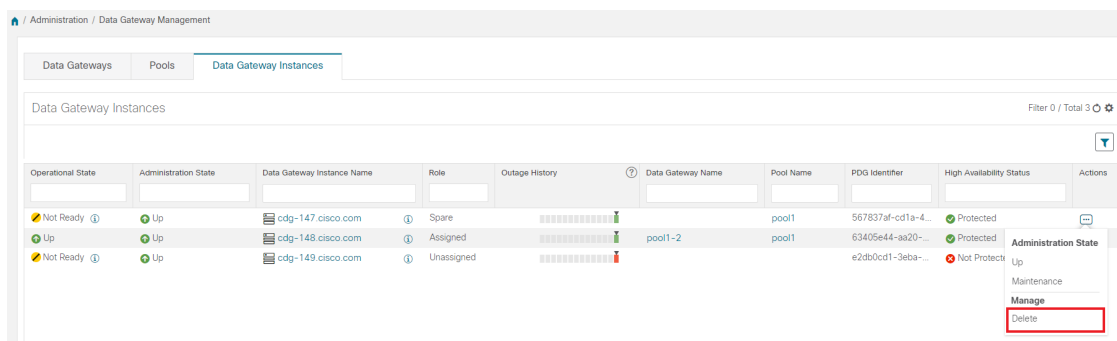 / Administration / Data Gateway Management
Data Gateways Pools Data Gateway Instances
Data Gateway Instances Filter 0 / Total 3
Operational State Administration State Data Gateway Instance Name Role Outage History ? Data Gateway Name Pool Name PDG Identifier High Availability Status Actions
Not Ready i Up cdg-147.cisco.com i Spare pool1 567837af-cd1a-4... Protected ...
Up Up cdg-148.cisco.com i Assigned pool1-2 pool1 63405e44-aa20-... Protected
Not Ready i Up cdg-149.cisco.com i Unassigned e2db0cd1-3eba-... Not Protecte
Administration State
Up
Maintenance
Manage
Delete